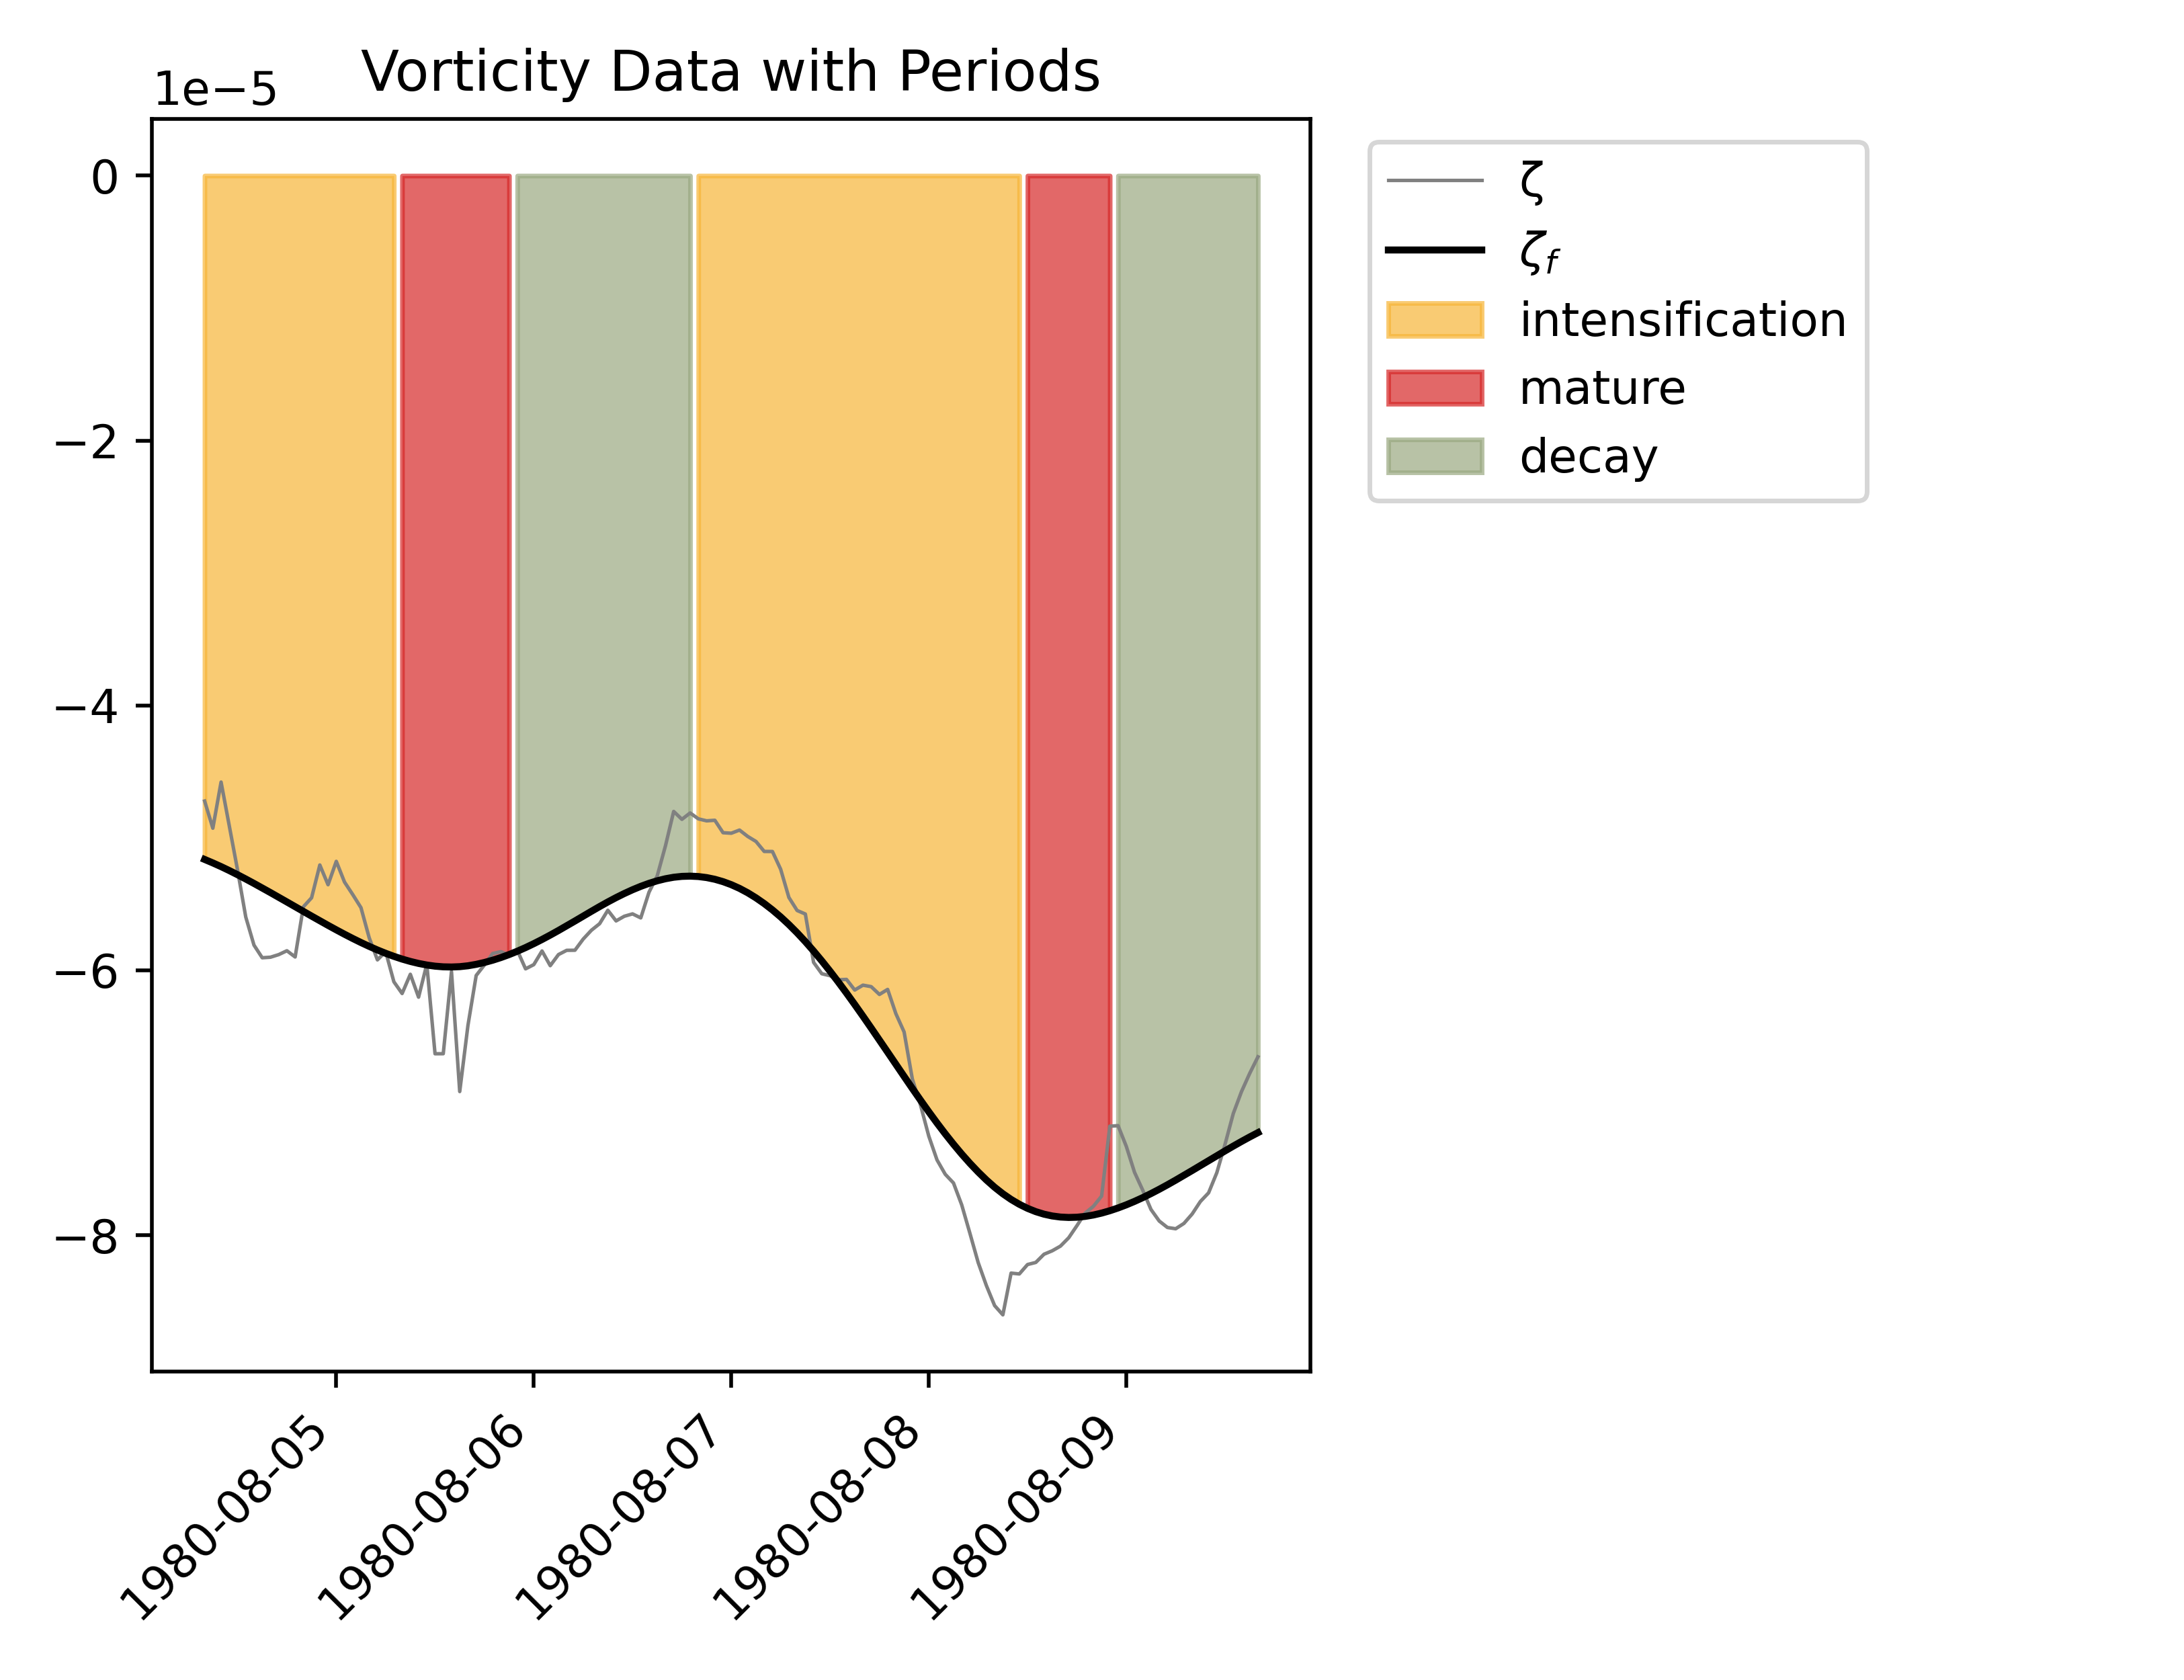 Vorticity Data with Periods
1e−5
0
−2
−4
−6
−8
1980-08-05
1980-08-06
1980-08-07
1980-08-08
1980-08-09
ζ
ζf
intensification
mature
decay